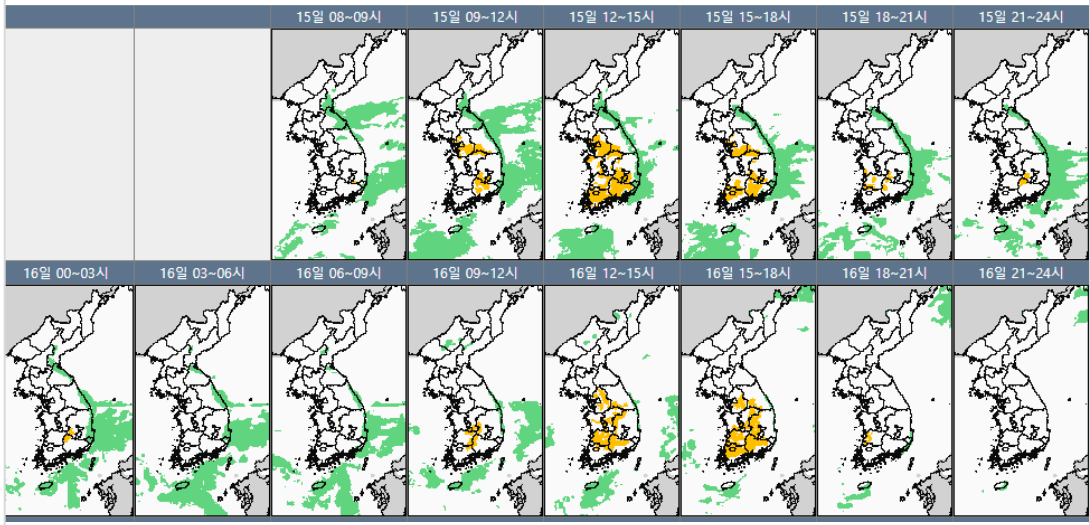 15일 08~09시
15일 09~12시
15일 12~15시
15일 15~18시
15일 18~21시
15일 21~24시
16일 00~03시
16일 03~06시
16일 06~09시
16일 09~12시
16일 12~15시
16일 15~18시
16일 18~21시
16일 21~24시